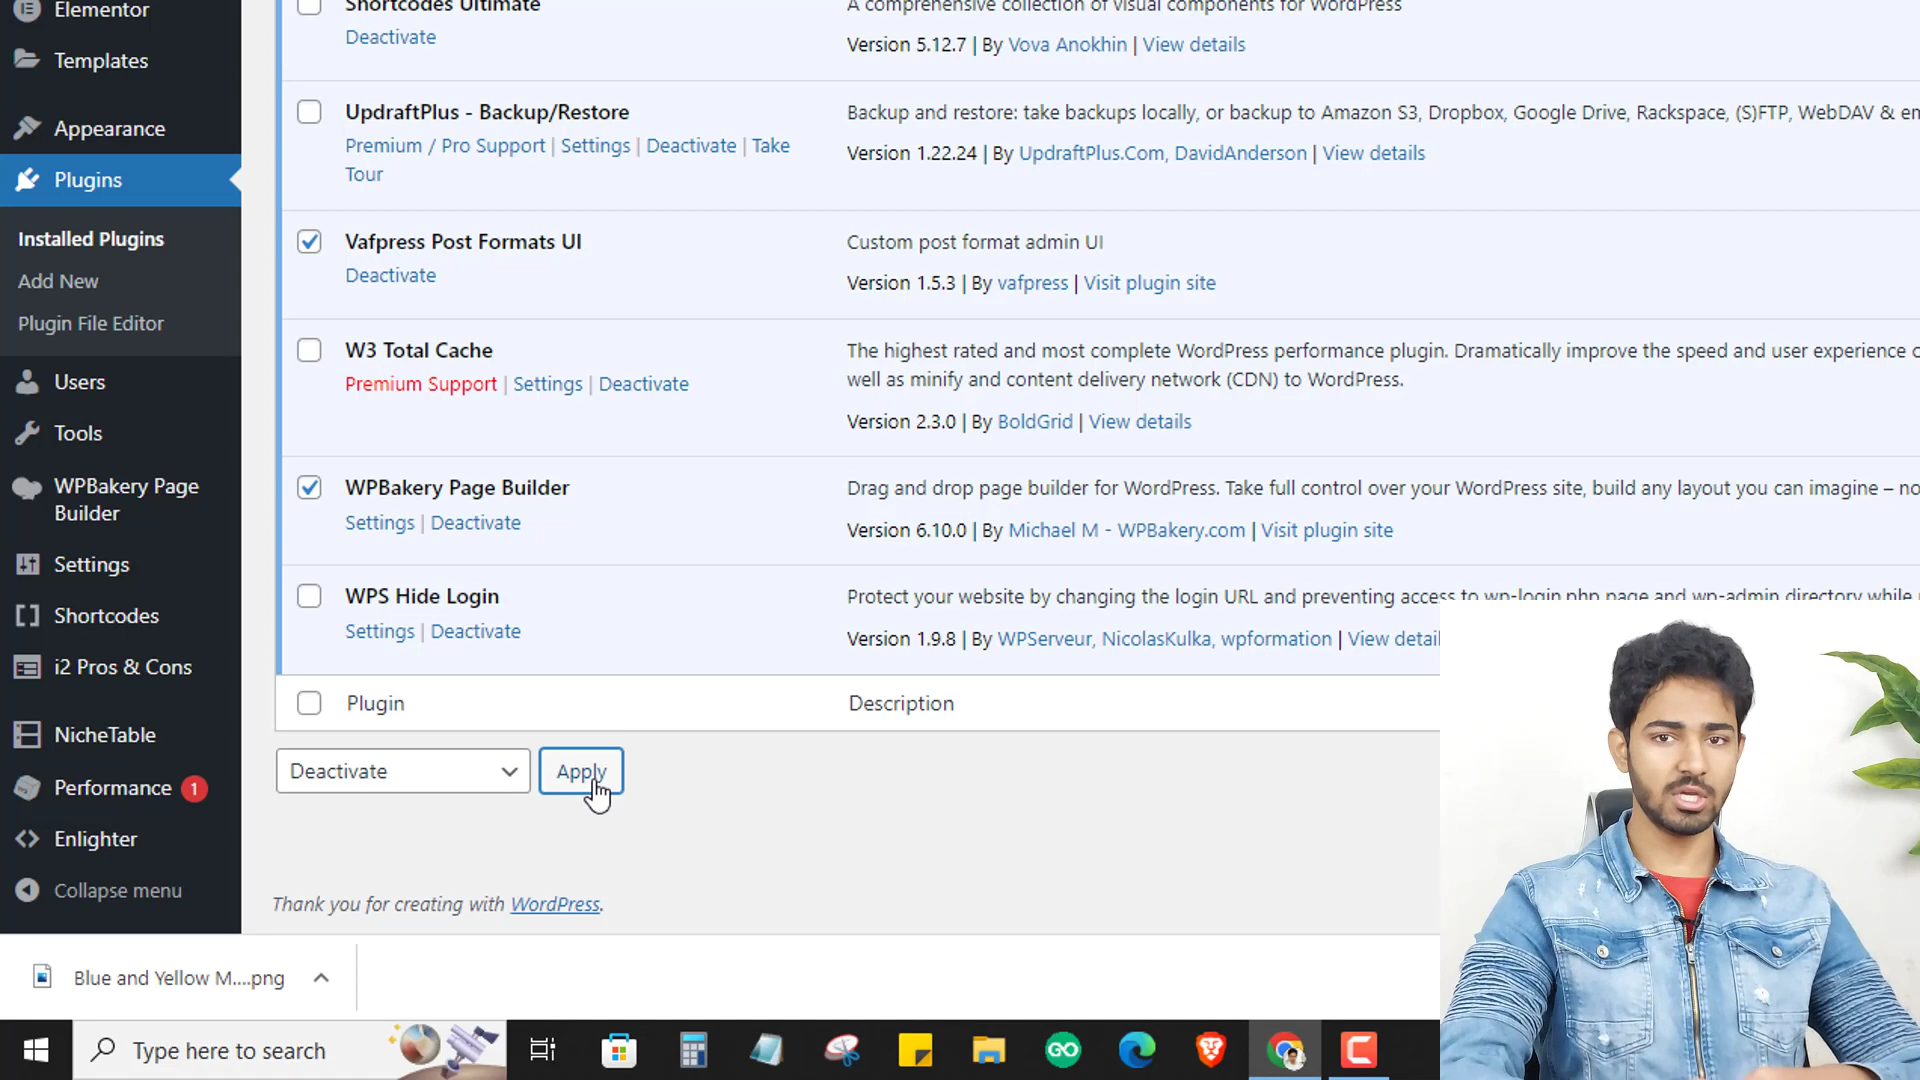 Elementor
Templates
Appearance
Plugins
Installed Plugins
Add New
Plugin File Editor
Users
Tools
WPBakery Page
Builder
Settings
Shortcodes
i2 Pros & Cons
NicheTable
Performance 1
Enlighter
Collapse menu
Shortcodes Ultimate
Deactivate
A comprehensive collection of visual components for WordPress
Version 5.12.7 | By Vova Anokhin | View details
UpdraftPlus - Backup/Restore
Premium / Pro Support | Settings | Deactivate | Take
Tour
Backup and restore: take backups locally, or backup to Amazon S3, Dropbox, Google Drive, Rackspace, (S)FTP, WebDAV &
Version 1.22.24 | By UpdraftPlus.Com, DavidAnderson | View details
Vafpress Post Formats UI
Deactivate
Custom post format admin UI
Version 1.5.3 | By vafpress | Visit plugin site
W3 Total Cache
Premium Support | Settings | Deactivate
The highest rated and most complete WordPress performance plugin. Dramatically improve the speed and user experience
well as minify and content delivery network (CDN) to WordPress.
Version 2.3.0 | By BoldGrid | View details
WPBakery Page Builder
Settings | Deactivate
Drag and drop page builder for WordPress. Take full control over your WordPress site, build any layout you can imagine –
Version 6.10.0 | By Michael M - WPBakery.com | Visit plugin site
WPS Hide Login
Settings | Deactivate
Protect your website by changing the login URL and preventing access to wp-login.php page and wp-admin directory while
Version 1.9.8 | By WPServeur, NicolasKulka, wpformation | View
Plugin
Description
Deactivate
Apply
Thank you for creating with WordPress.
Blue and Yellow M....png
Type here to search